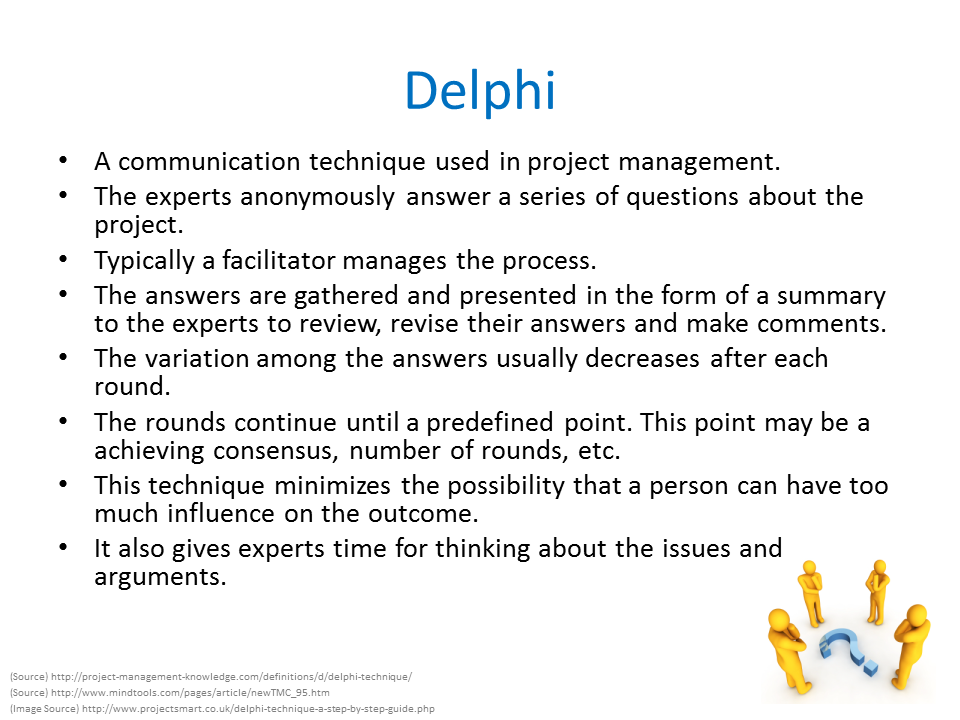 Delphi
• A communication technique used in project management.
• The experts anonymously answer a series of questions about the
project.
• Typically a facilitator manages the process.
• The answers are gathered and presented in the form of a summary
to the experts to review, revise their answers and make comments.
• The variation among the answers usually decreases after each
round.
• The rounds continue until a predefined point. This point may be a
achieving consensus, number of rounds, etc.
• This technique minimizes the possibility that a person can have too
much influence on the outcome.
• It also gives experts time for thinking about the issues and
arguments.
(Source) http://project-management-knowledge.com/definitions/d/delphi-technique/
(Source) http://www.mindtools.com/pages/article/newTMC_95.htm
(Image Source) http://www.projectsmart.co.uk/delphi-technique-a-step-by-step-guide.php